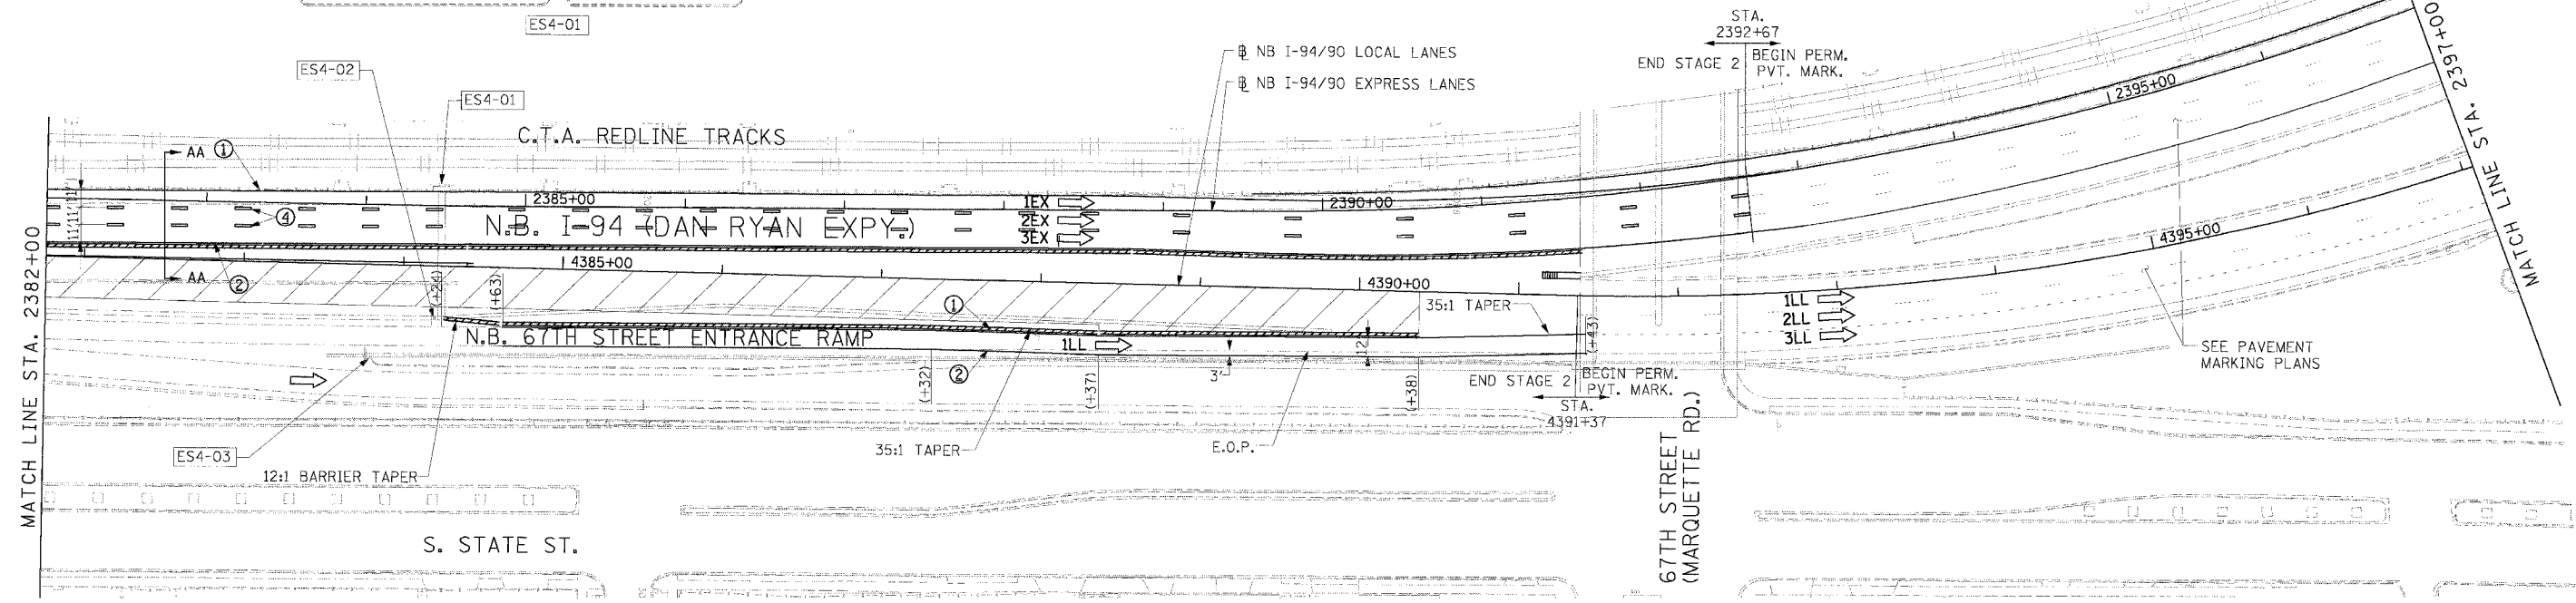 ES4-01
STA.
2392+67
END STAGE 2
BEGIN PERM.
PVT. MARK.
ES4-02
ES4-01
℄ NB I-94/90 LOCAL LANES
℄ NB I-94/90 EXPRESS LANES
C.T.A. REDLINE TRACKS
AA
1
2385+00
1EX
2390+00
2395+00
4
N.B. I-94 (DAN RYAN EXPY.)
2EX
3EX
11' 11' 11'
AA
2
4385+00
4390+00
4395+00
(+24)
(+63)
1
35:1 TAPER
1LL
2LL
3LL
N.B. 67TH STREET ENTRANCE RAMP
1LL
12'
(+43)
2
3'
(+32)
(+37)
(+38)
END STAGE 2
BEGIN PERM.
PVT. MARK.
STA.
4391+37
SEE PAVEMENT
MARKING PLANS
ES4-03
12:1 BARRIER TAPER
35:1 TAPER
E.O.P.
S. STATE ST.
67TH STREET
(MARQUETTE RD.)
MATCH LINE STA. 2382+00
MATCH LINE STA. 2397+00